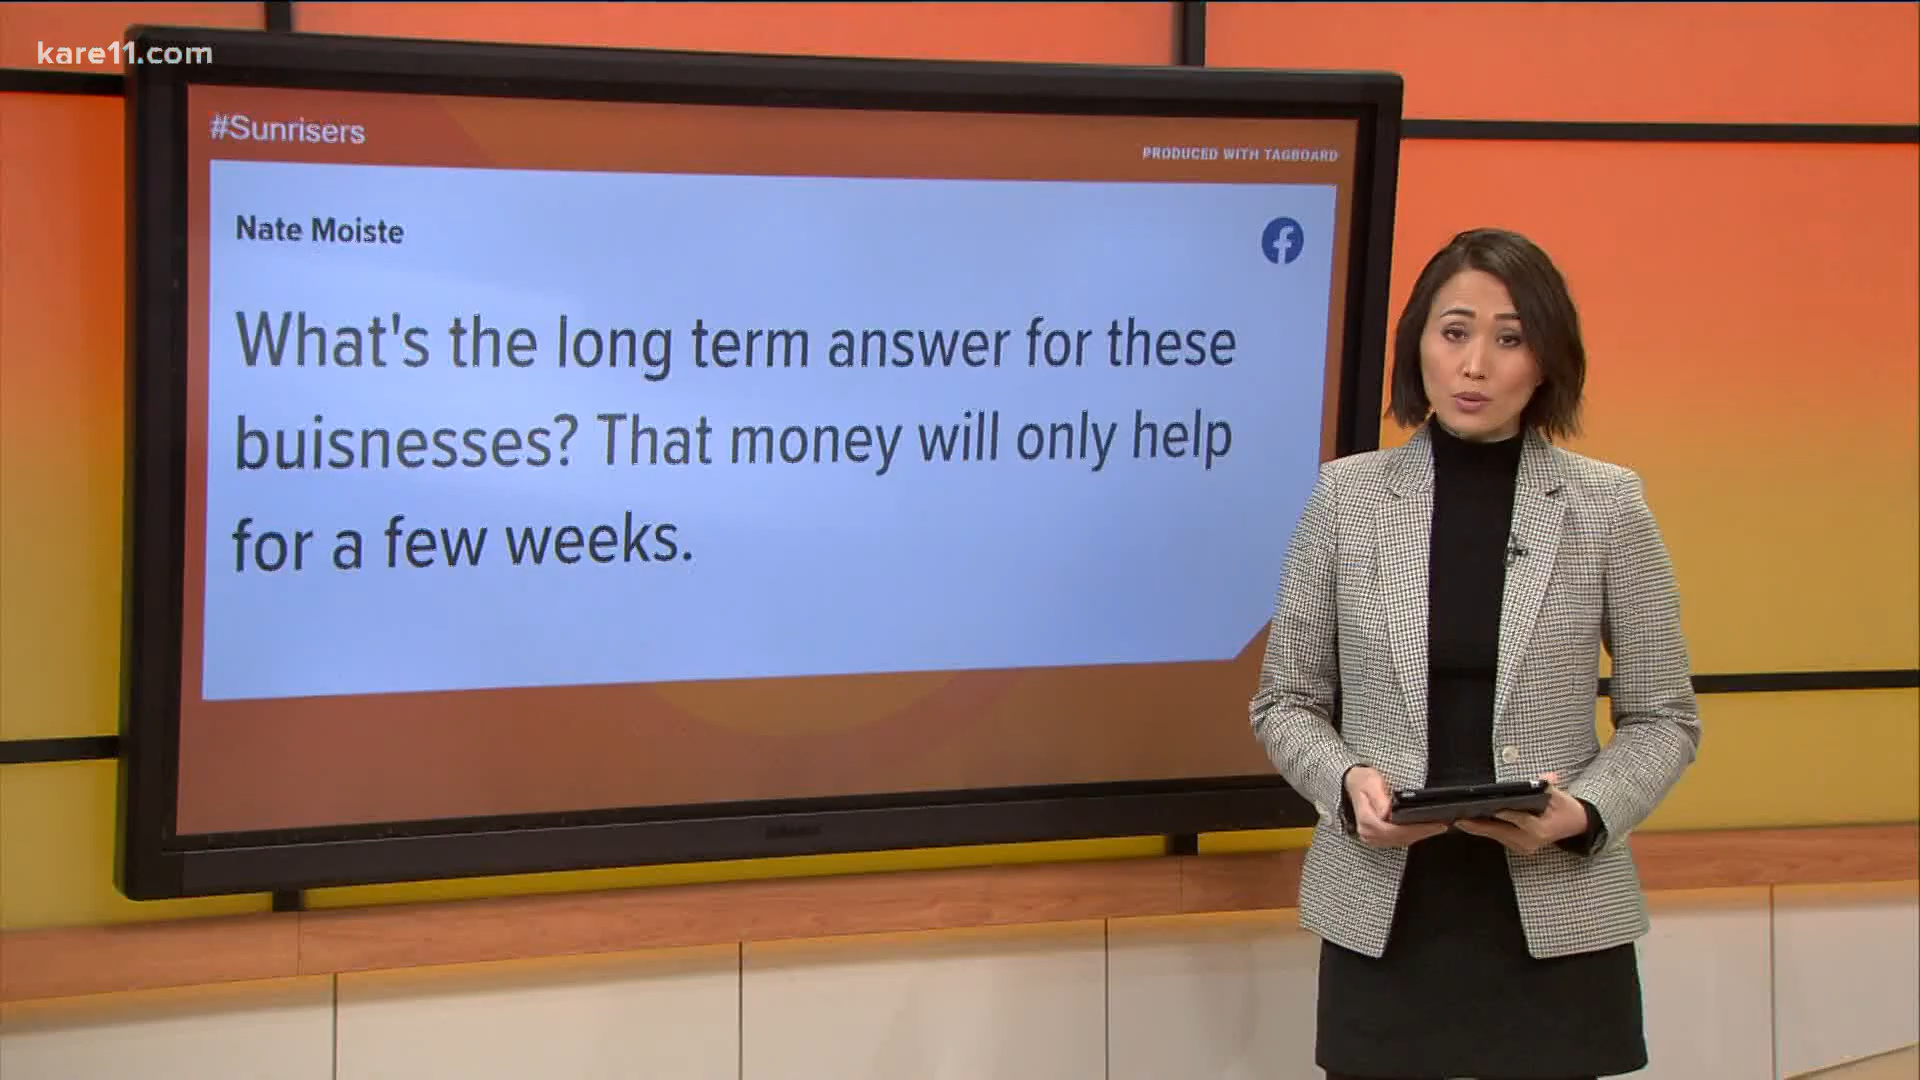 kare11.com
#Sunrisers
PRODUCED WITH TAGBOARD
Nate Moiste
What's the long term answer for these
buisnesses? That money will only help
for a few weeks.